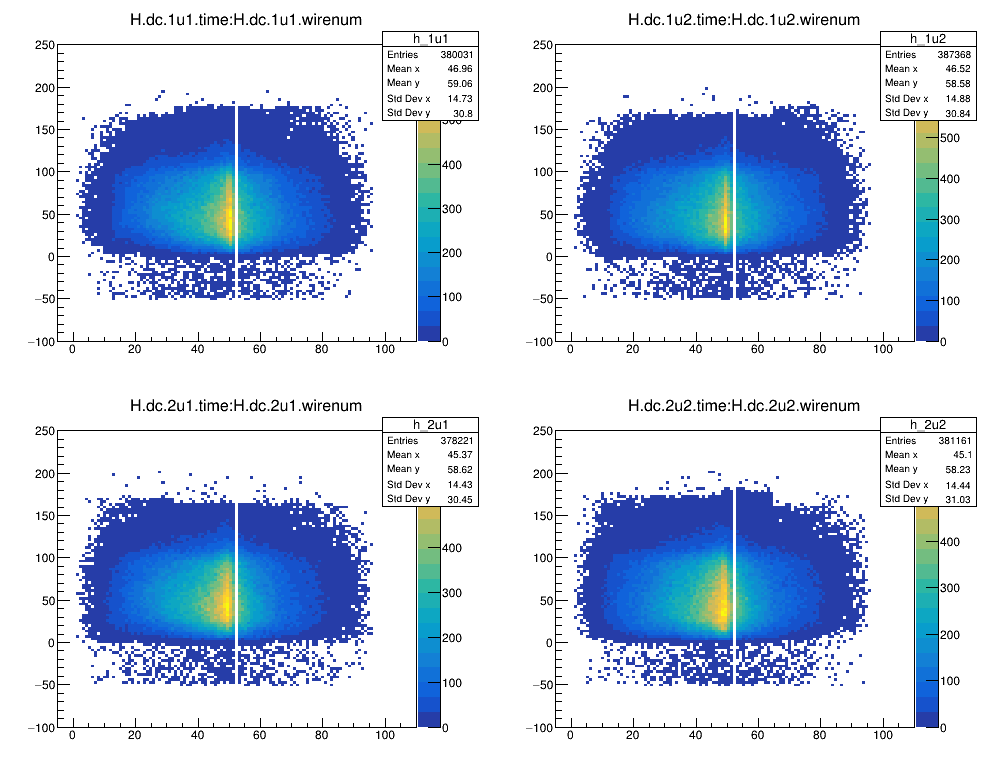 H.dc.1u1.time:H.dc.1u1.wirenum
h_1u1
Entries 380031
Mean x 46.96
Mean y 59.06
Std Dev x 14.73
Std Dev y 30.8
250
200
150
100
50
0
−50
−100
0 20 40 60 80 100
400
300
200
100
0
H.dc.1u2.time:H.dc.1u2.wirenum
h_1u2
Entries 387368
Mean x 46.52
Mean y 58.58
Std Dev x 14.88
Std Dev y 30.84
250
200
150
100
50
0
−50
−100
0 20 40 60 80 100
500
400
300
200
100
0
H.dc.2u1.time:H.dc.2u1.wirenum
h_2u1
Entries 378221
Mean x 45.37
Mean y 58.62
Std Dev x 14.43
Std Dev y 30.45
250
200
150
100
50
0
−50
−100
0 20 40 60 80 100
400
300
200
100
0
H.dc.2u2.time:H.dc.2u2.wirenum
h_2u2
Entries 381161
Mean x 45.1
Mean y 58.23
Std Dev x 14.44
Std Dev y 31.03
250
200
150
100
50
0
−50
−100
0 20 40 60 80 100
400
300
200
100
0